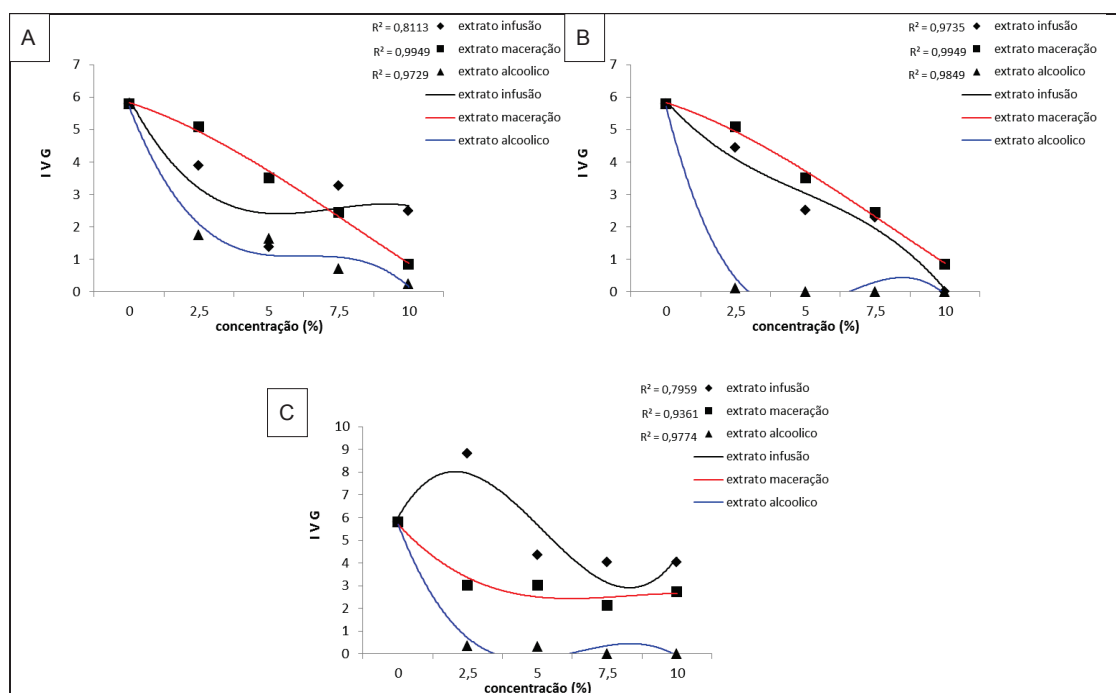 A
R² = 0,8113 extrato infusão
R² = 0,9949 extrato maceração
R² = 0,9729 extrato alcoolico
extrato infusão
extrato maceração
extrato alcoolico
7
6
5
4
3
2
1
0
I V G
0 2,5 5 7,5 10
concentração (%)
B
R² = 0,9735 extrato infusão
R² = 0,9949 extrato maceração
R² = 0,9849 extrato alcoolico
extrato infusão
extrato maceração
extrato alcoolico
7
6
5
4
3
2
1
0
I V G
0 2,5 5 7,5 10
concentração (%)
C
R² = 0,7959 extrato infusão
R² = 0,9361 extrato maceração
R² = 0,9774 extrato alcoolico
extrato infusão
extrato maceração
extrato alcoolico
10
9
8
7
6
5
4
3
2
1
0
I V G
0 2,5 5 7,5 10
concentração (%)